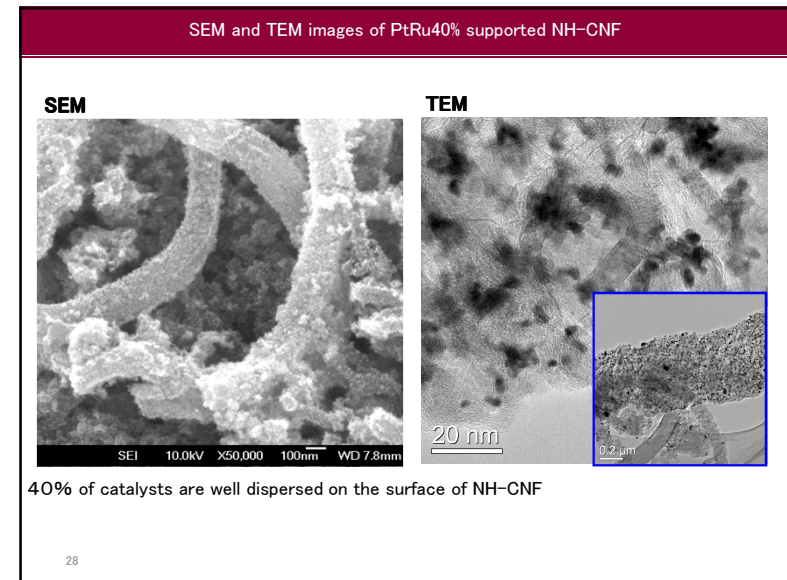 SEM and TEM images of PtRu40% supported NH-CNF
SEM
TEM
SEI 10.0kV X50,000 100nm WD 7.8mm
20 nm
0.2 µm
40% of catalysts are well dispersed on the surface of NH-CNF
28